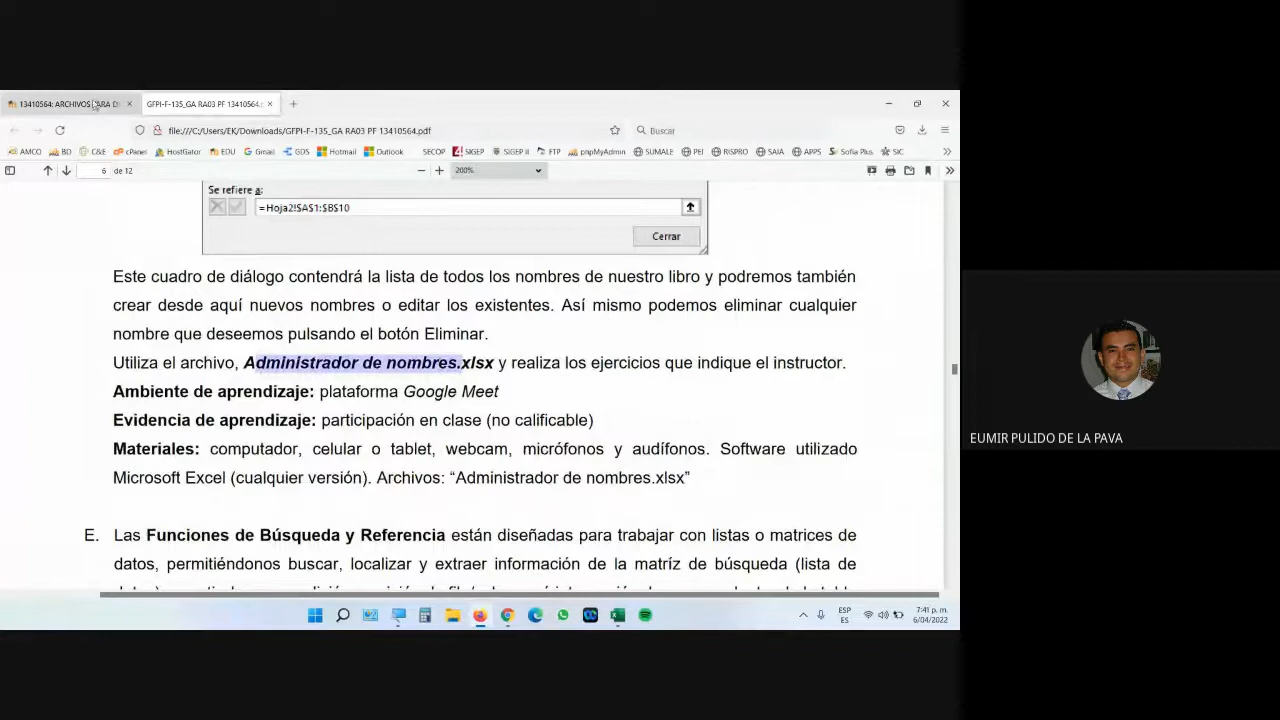 13410564: ARCHIVOS PARA D
GFPI-F-135_GA RA03 PF 13410564.p
file:///C:/Users/EK/Downloads/GFPI-F-135_GA RA03 PF 13410564.pdf
Buscar
AMCO BD C&E cPanes HostGator EDU Gmail GDS Hotmail Outlook SECOP SIGEP SIGEP II FTP phpMyAdmin SUMALE PEI RISPRO SAIA APPS Sofia Plus SIC
6 de 12
200%
Se refiere a:
=Hoja2!$A$1:$B$10
Cerrar
Este cuadro de diálogo contendrá la lista de todos los nombres de nuestro libro y podremos también
crear desde aquí nuevos nombres o editar los existentes. Así mismo podemos eliminar cualquier
nombre que deseemos pulsando el botón Eliminar.
Utiliza el archivo, Administrador de nombres.xlsx y realiza los ejercicios que indique el instructor.
Ambiente de aprendizaje: plataforma Google Meet
Evidencia de aprendizaje: participación en clase (no calificable)
Materiales: computador, celular o tablet, webcam, micrófonos y audífonos. Software utilizado
Microsoft Excel (cualquier versión). Archivos: “Administrador de nombres.xlsx”
E. Las Funciones de Búsqueda y Referencia están diseñadas para trabajar con listas o matrices de
datos, permitiéndonos buscar, localizar y extraer información de la matríz de búsqueda (lista de
EUMIR PULIDO DE LA PAVA
ESP
ES
7:41 p. m.
6/04/2022